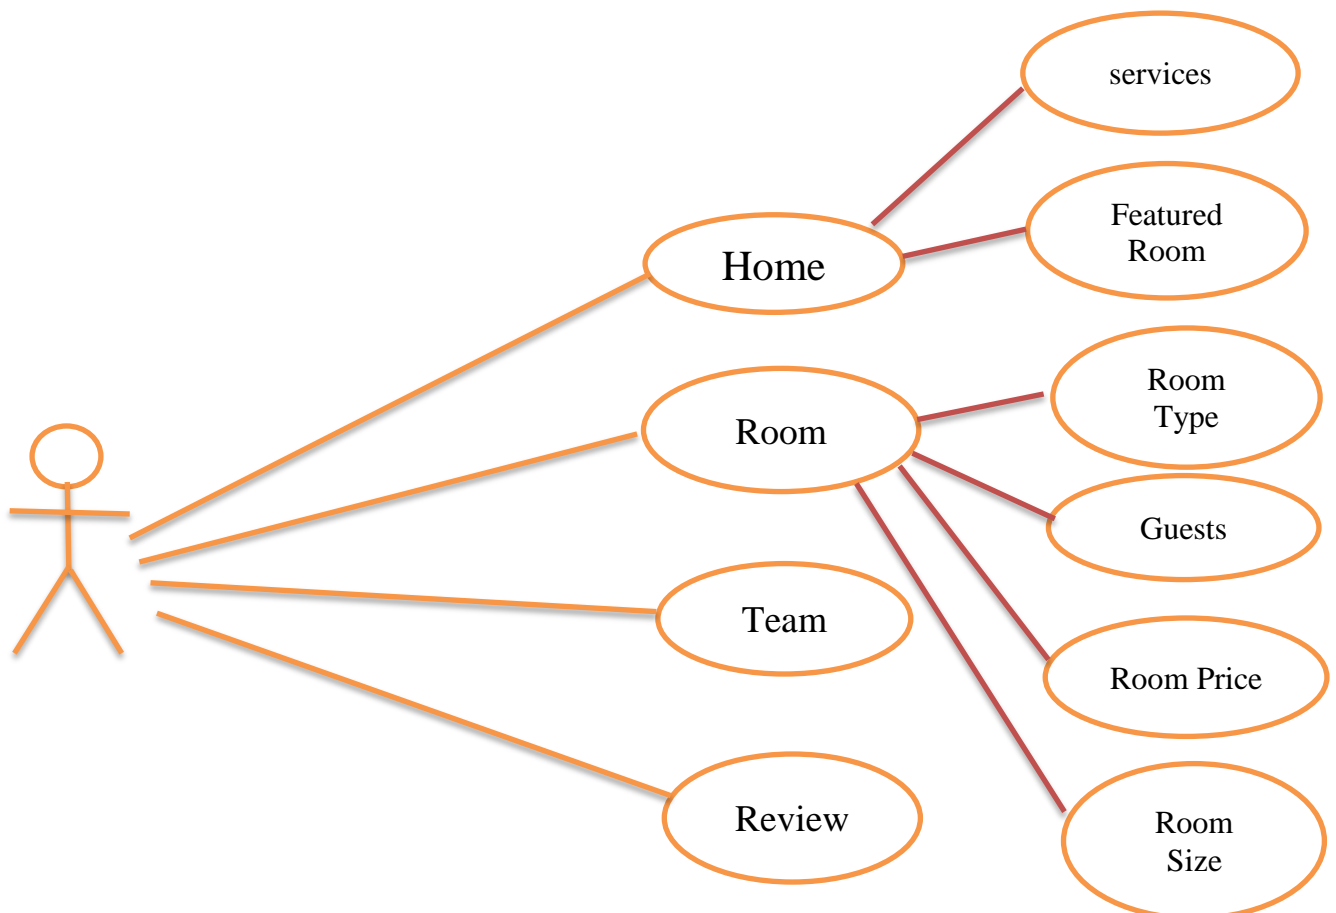 services
Featured
Room
Home
Room
Type
Room
Guests
Team
Room Price
Review
Room
Size